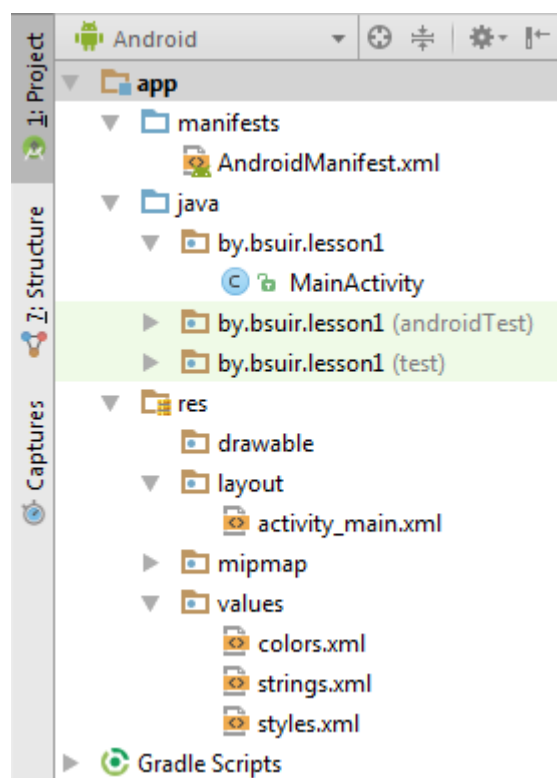 Android
1: Project
app
manifests
AndroidManifest.xml
java
by.bsuir.lesson1
MainActivity
by.bsuir.lesson1 (androidTest)
by.bsuir.lesson1 (test)
7: Structure
res
drawable
layout
activity_main.xml
Captures
mipmap
values
colors.xml
strings.xml
styles.xml
Gradle Scripts